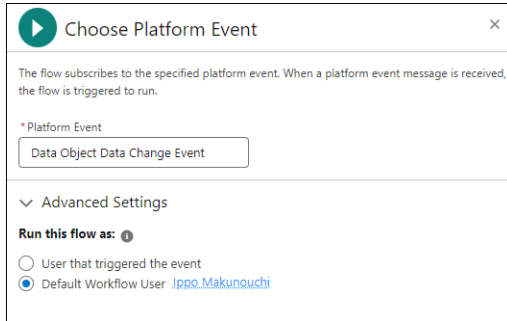 Choose Platform Event
The flow subscribes to the specified platform event. When a platform event message is received,
the flow is triggered to run.
* Platform Event
Data Object Data Change Event
Advanced Settings
Run this flow as:
User that triggered the event
Default Workflow User Ippo Makunouchi